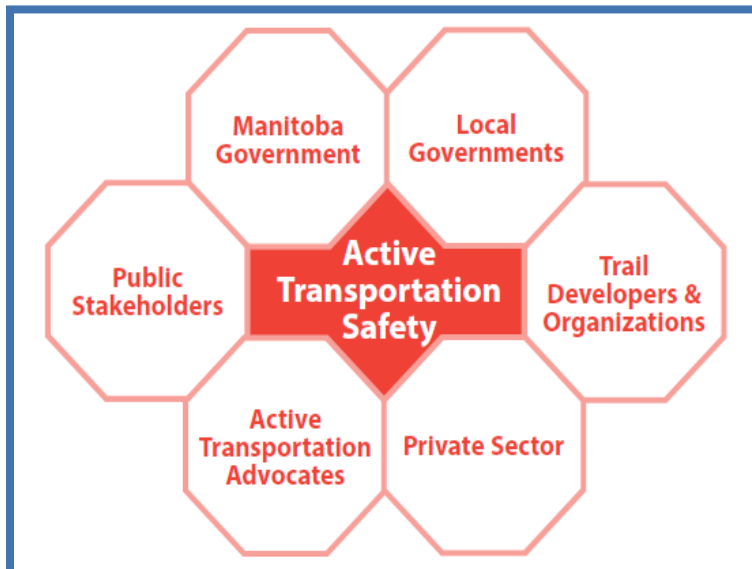 Manitoba
Government
Local
Governments
Public
Stakeholders
Active
Transportation
Safety
Trail
Developers &
Organizations
Active
Transportation
Advocates
Private Sector